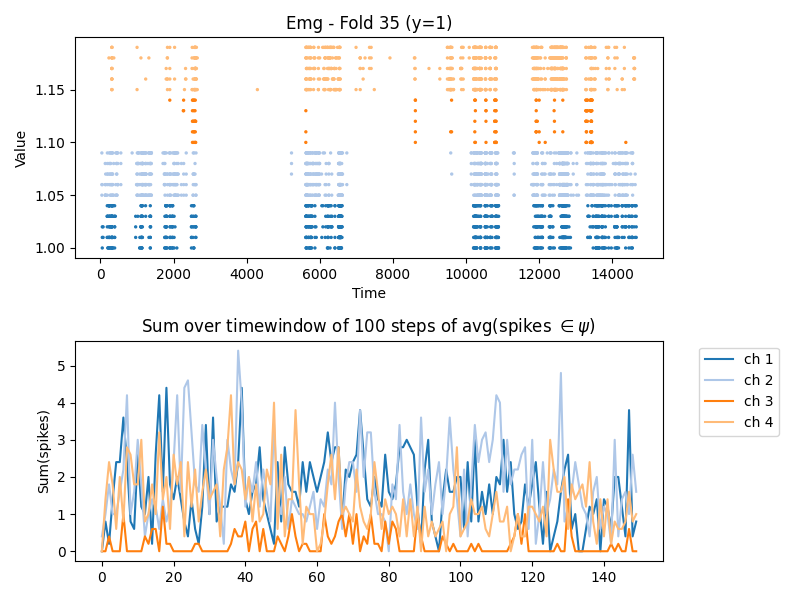 Emg - Fold 35 (y=1)
Value
1.15
1.10
1.05
1.00
0 2000 4000 6000 8000 10000 12000 14000
Time
Sum over timewindow of 100 steps of avg(spikes ∈ ψ)
Sum(spikes)
5
4
3
2
1
0
0 20 40 60 80 100 120 140
ch 1
ch 2
ch 3
ch 4